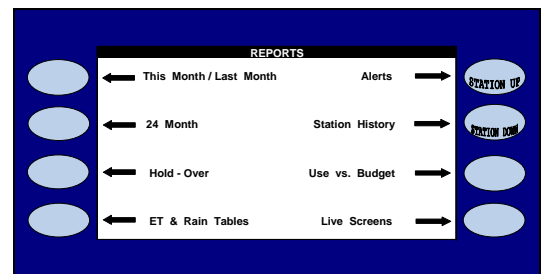 REPORTS
This Month / Last Month
Alerts
STATION UP
24 Month
Station History
STATION DOWN
Hold - Over
Use vs. Budget
ET & Rain Tables
Live Screens